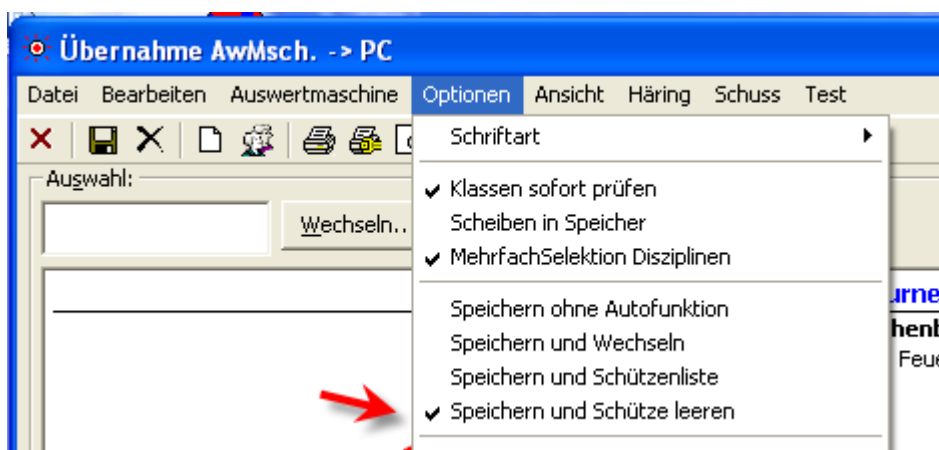 Übernahme AwMsch. -> PC
Datei Bearbeiten Auswertmaschine Optionen Ansicht Häring Schuss Test
Schriftart
Auswahl:
Klassen sofort prüfen
Wechseln..
Scheiben in Speicher
MehrfachSelektion Disziplinen
Speichern ohne Autofunktion
Speichern und Wechseln
Speichern und Schützenliste
Speichern und Schütze leeren